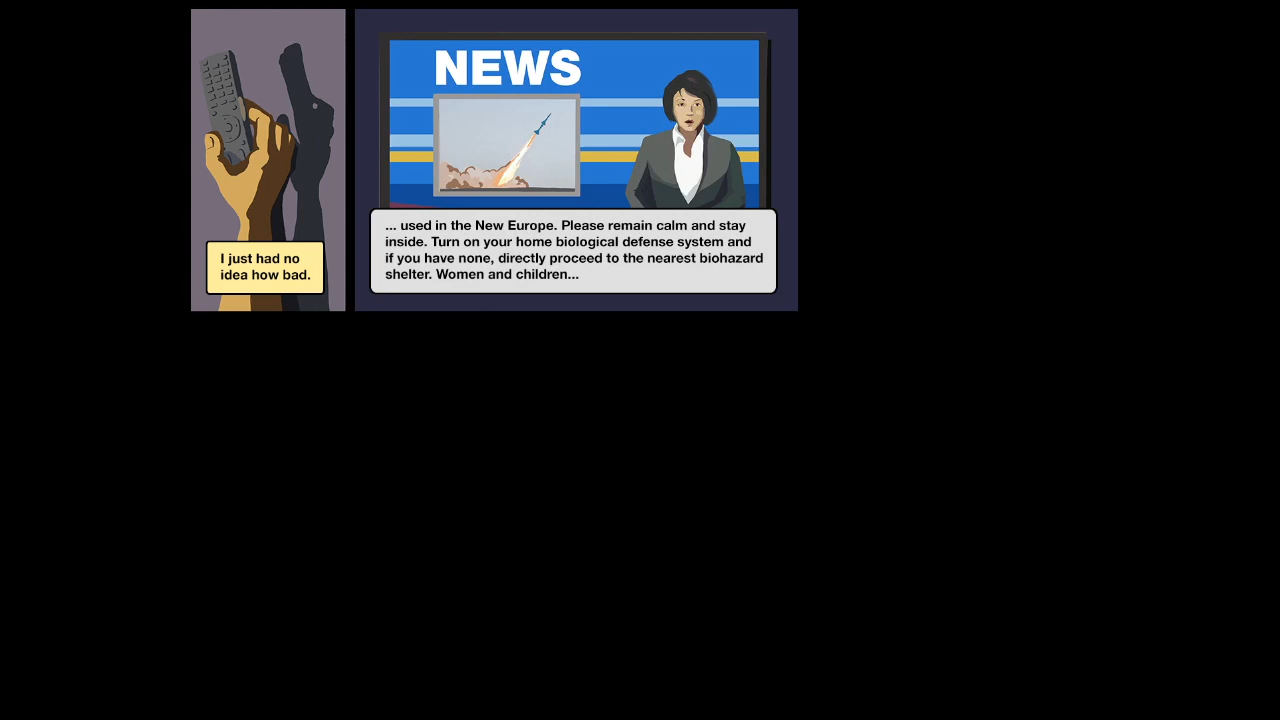 I just had no
idea how bad.
NEWS
... used in the New Europe. Please remain calm and stay
inside. Turn on your home biological defense system and
if you have none, directly proceed to the nearest biohazard
shelter. Women and children...